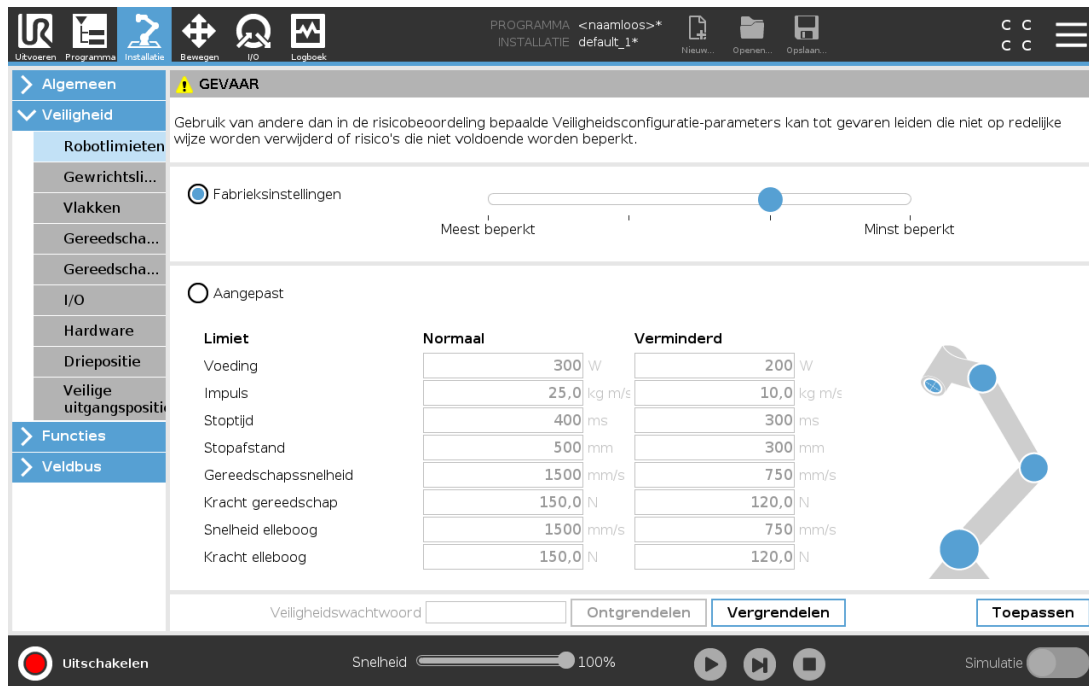 PROGRAMMA <naamloos>*
INSTALLATIE default_1*
Uitvoeren Programma Installatie Bewegen I/O Logboek
Nieuw... Openen... Opslaan...
C C
C C
Algemeen
Veiligheid
Robotlimieten
Gewrichtsli...
Vlakken
Gereedscha...
Gereedscha...
I/O
Hardware
Driepositie
Veilige
uitgangspositi
Functies
Veldbus
GEVAAR
Gebruik van andere dan in de risicobeoordeling bepaalde Veiligheidsconfiguratie-parameters kan tot gevaren leiden die niet op redelijke
wijze worden verwijderd of risico's die niet voldoende worden beperkt.
Fabrieksinstellingen
Meest beperkt Minst beperkt
Aangepast
Limiet Normaal Verminderd
Voeding 300 W 200 W
Impuls 25,0 kg m/s 10,0 kg m/s
Stoptijd 400 ms 300 ms
Stopafstand 500 mm 300 mm
Gereedschapssnelheid 1500 mm/s 750 mm/s
Kracht gereedschap 150,0 N 120,0 N
Snelheid elleboog 1500 mm/s 750 mm/s
Kracht elleboog 150,0 N 120,0 N
Veiligheidswachtwoord Ontgrendelen Vergrendelen Toepassen
Uitschakelen Snelheid 100% Simulatie